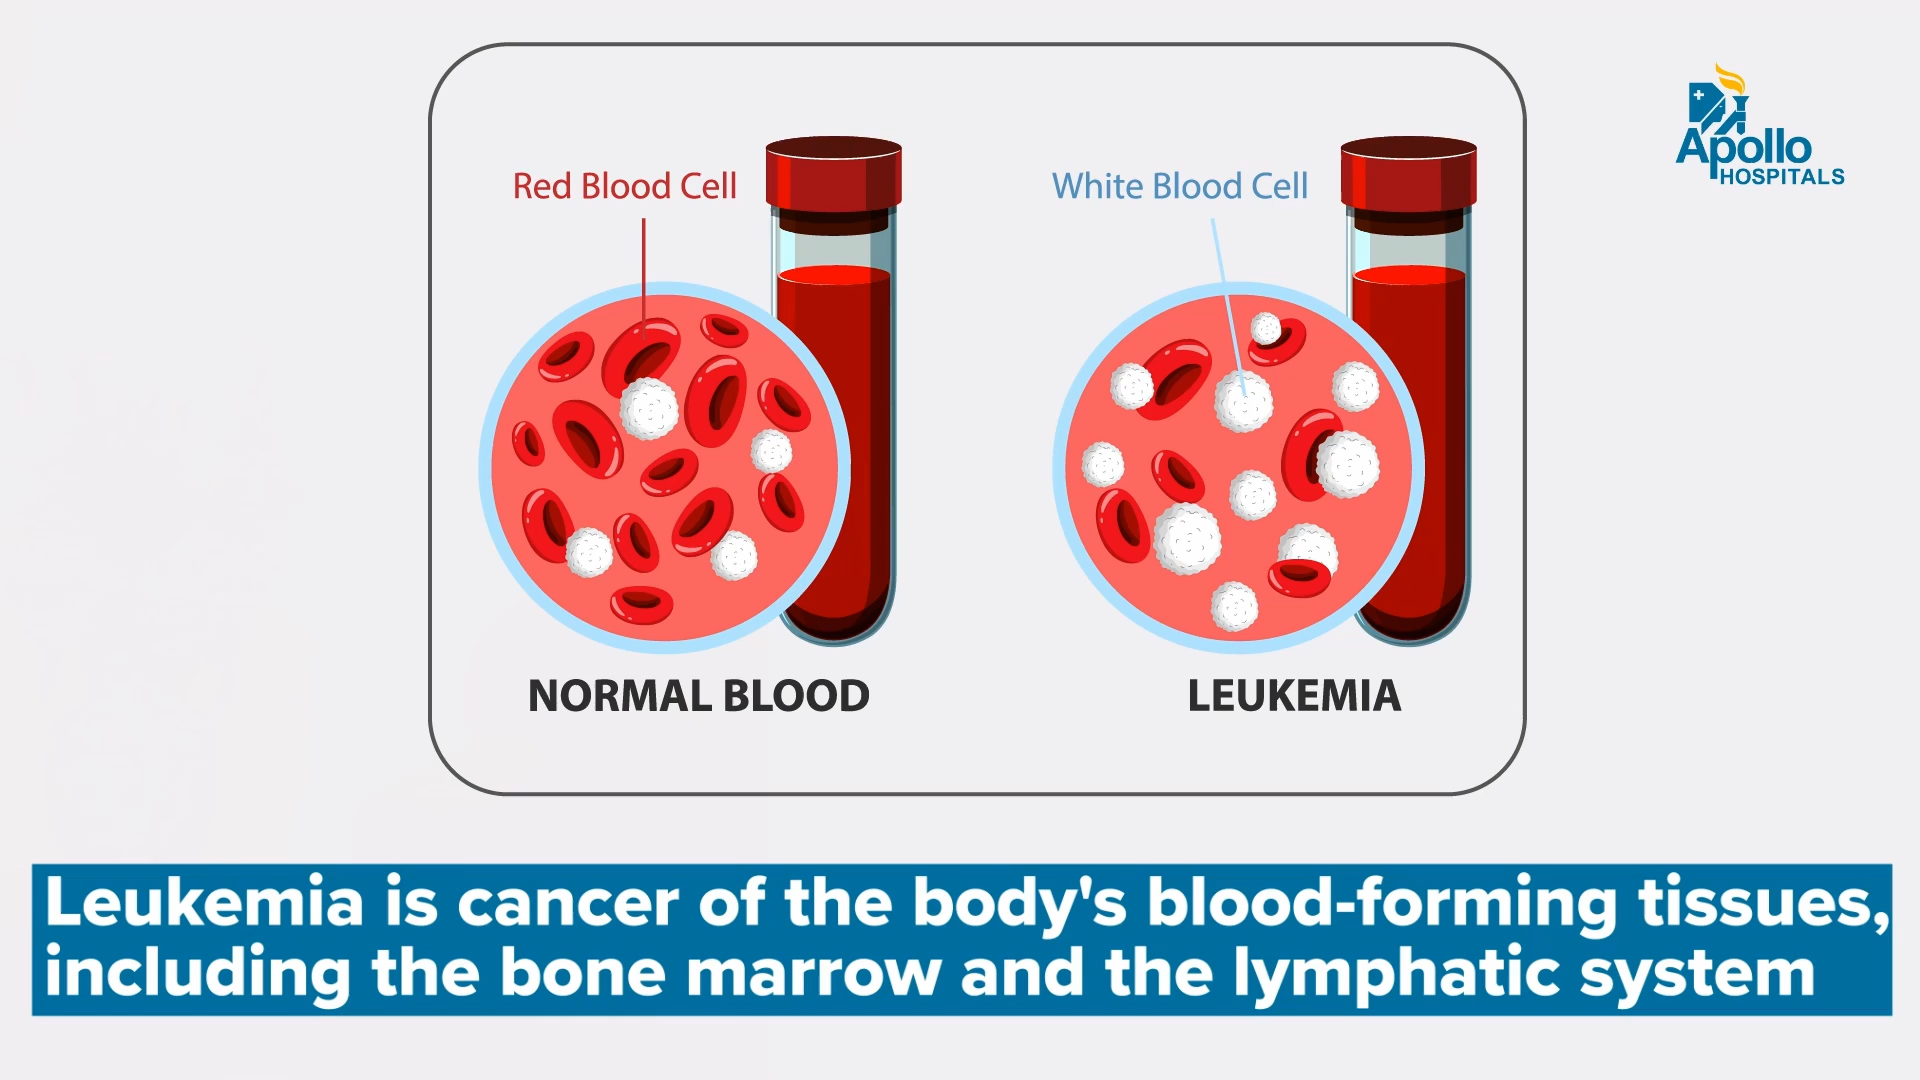 Apollo
HOSPITALS
Red Blood Cell
White Blood Cell
NORMAL BLOOD
LEUKEMIA
Leukemia is cancer of the body's blood-forming tissues,
including the bone marrow and the lymphatic system